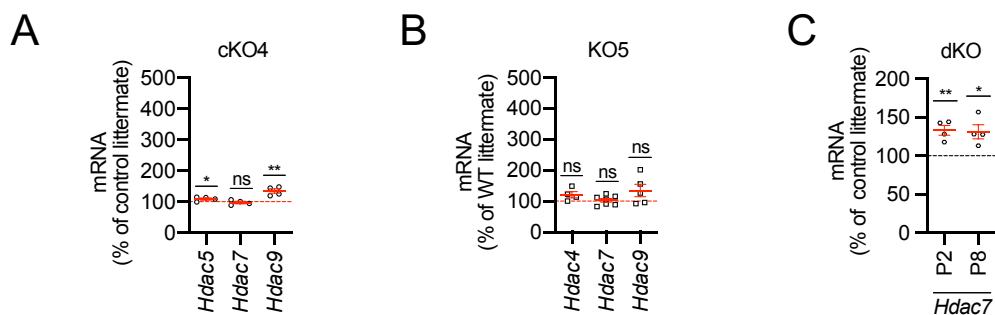 A
cKO4
mRNA
(% of control littermate)
500
400
300
200
100
0
*
ns
**
Hdac5
Hdac7
Hdac9
B
KO5
mRNA
(% of WT littermate)
500
400
300
200
100
0
ns
ns
ns
Hdac4
Hdac7
Hdac9
C
dKO
mRNA
(% of control littermate)
200
150
100
50
0
**
*
P2
P8
Hdac7